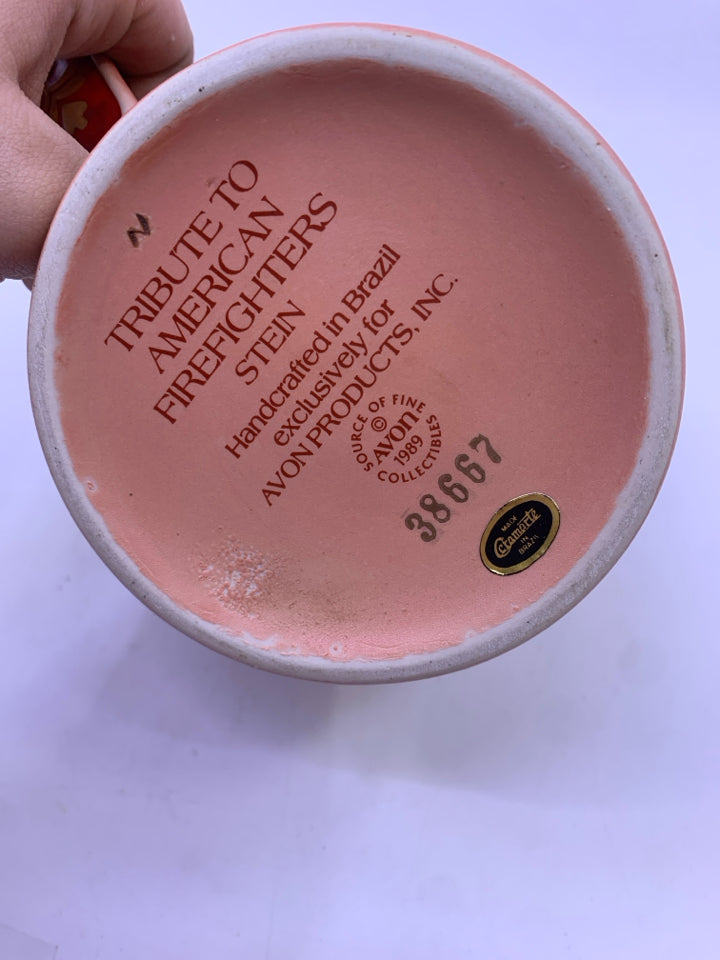 N
TRIBUTE TO
AMERICAN
FIREFIGHTERS
STEIN
Handcrafted in Brazil
exclusively for
AVON PRODUCTS, INC.
SOURCE OF FINE
©
AVON
1989
COLLECTIBLES
38667
MADE
Ceramarte
IN
BRAZIL